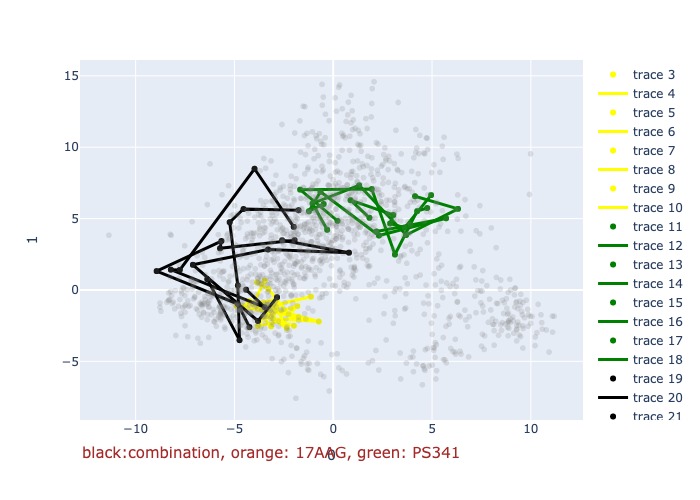 15
10
5
0
−5
1
−10
−5
0
5
10
0
black:combination, orange: 17AAG, green: PS341
trace 3
trace 4
trace 5
trace 6
trace 7
trace 8
trace 9
trace 10
trace 11
trace 12
trace 13
trace 14
trace 15
trace 16
trace 17
trace 18
trace 19
trace 20
trace 21